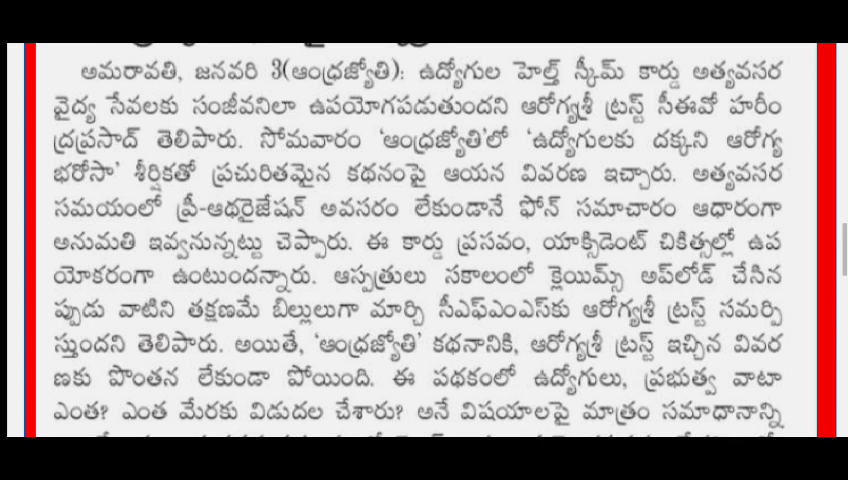 అమరావతి, జనవరి 3(ఆంధ్రజ్యోతి): ఉద్యోగుల హెల్త్ స్కీమ్ కార్డు అత్యవసర
వైద్య సేవలకు సంజీవనిలా ఉపయోగపడుతుందని ఆరోగ్యశ్రీ ట్రస్ట్ సీఈవో హరీం
ద్రప్రసాద్ తెలిపారు. సోమవారం ‘ఆంధ్రజ్యోతి’లో ‘ఉద్యోగులకు దక్కని ఆరోగ్య
భరోసా’ శీర్షికతో ప్రచురితమైన కథనంపై ఆయన వివరణ ఇచ్చారు. అత్యవసర
సమయంలో ప్రీ-ఆథరైజేషన్ అవసరం లేకుండానే ఫోన్ సమాచారం ఆధారంగా
అనుమతి ఇవ్వనున్నట్టు చెప్పారు. ఈ కార్డు ప్రసవం, యాక్సిడెంట్ చికిత్సల్లో ఉప
యోకరంగా ఉంటుందన్నారు. ఆస్పత్రులు సకాలంలో క్లెయిమ్స్ అప్‌లోడ్ చేసిన
ప్పుడు వాటిని తక్షణమే బిల్లులుగా మార్చి సీఎఫ్ఎంఎస్‌కు ఆరోగ్యశ్రీ ట్రస్ట్ సమర్పి
స్తుందని తెలిపారు. అయితే, ‘ఆంధ్రజ్యోతి’ కథనానికి, ఆరోగ్యశ్రీ ట్రస్ట్ ఇచ్చిన వివర
ణకు పొంతన లేకుండా పోయింది. ఈ పథకంలో ఉద్యోగులు, ప్రభుత్వ వాటా
ఎంత? ఎంత మేరకు విడుదల చేశారు? అనే విషయాలపై మాత్రం సమాధానాన్ని